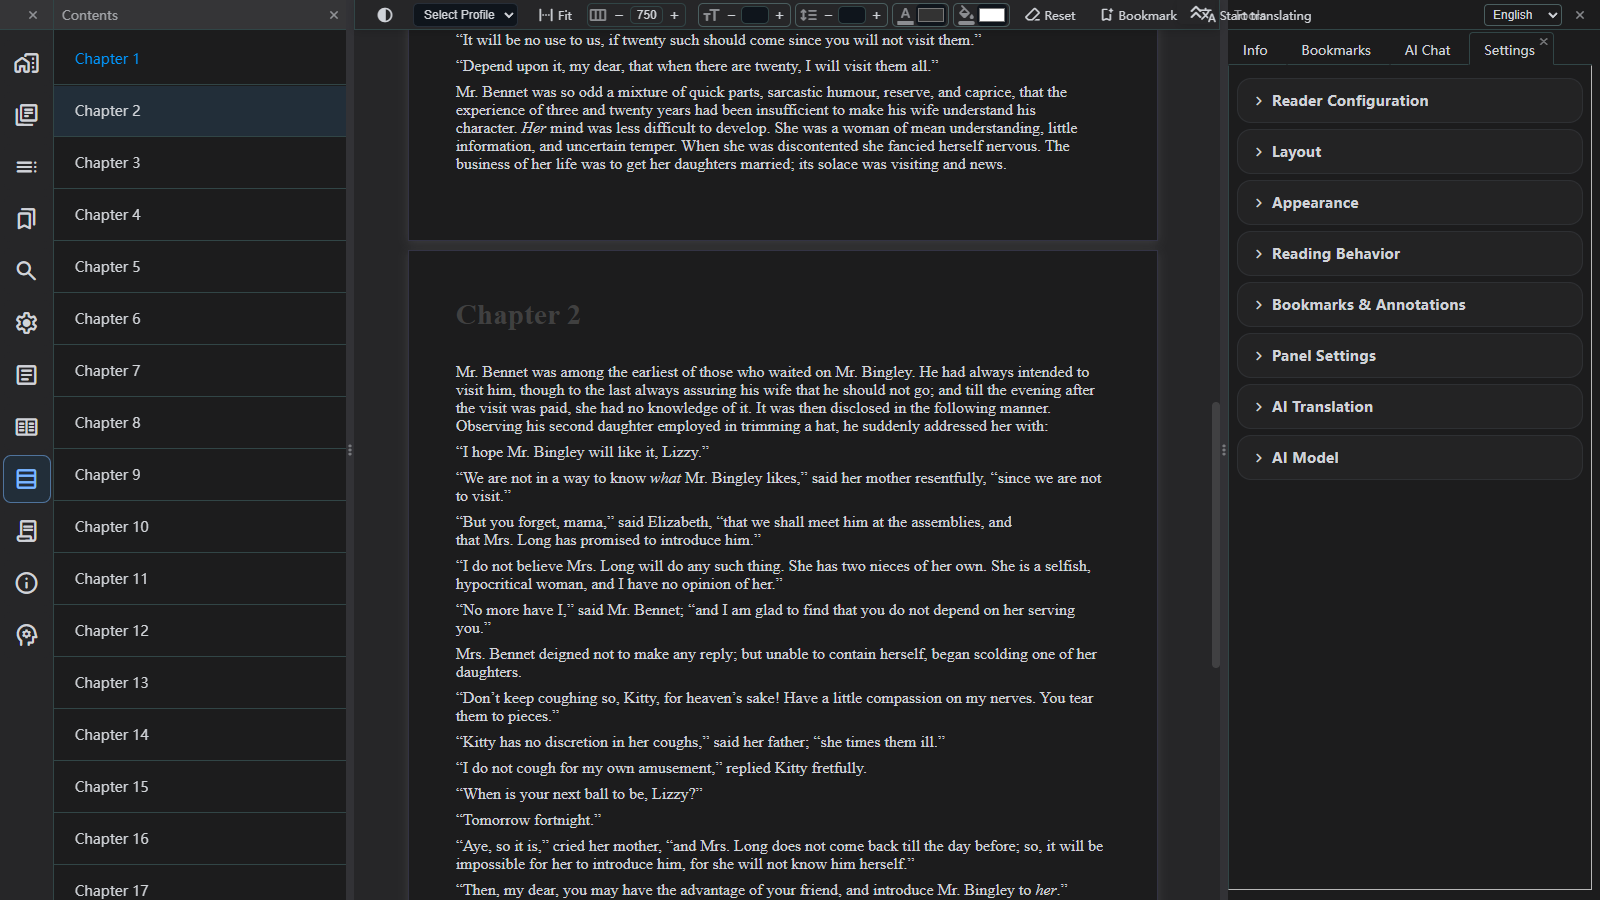 Contents
Select Profile
Fit
750
Reset
Bookmark
Start translating
English
Chapter 1
Chapter 2
Chapter 3
Chapter 4
Chapter 5
Chapter 6
Chapter 7
Chapter 8
Chapter 9
Chapter 10
Chapter 11
Chapter 12
Chapter 13
Chapter 14
Chapter 15
Chapter 16
Chapter 17
“It will be no use to us, if twenty such should come since you will not visit them.”
“Depend upon it, my dear, that when there are twenty, I will visit them all.”
Mr. Bennet was so odd a mixture of quick parts, sarcastic humour, reserve, and caprice, that the
experience of three and twenty years had been insufficient to make his wife understand his
character. Her mind was less difficult to develop. She was a woman of mean understanding, little
information, and uncertain temper. When she was discontented she fancied herself nervous. The
business of her life was to get her daughters married; its solace was visiting and news.
Chapter 2
Mr. Bennet was among the earliest of those who waited on Mr. Bingley. He had always intended to
visit him, though to the last always assuring his wife that he should not go; and till the evening after
the visit was paid, she had no knowledge of it. It was then disclosed in the following manner.
Observing his second daughter employed in trimming a hat, he suddenly addressed her with:
“I hope Mr. Bingley will like it, Lizzy.”
“We are not in a way to know what Mr. Bingley likes,” said her mother resentfully, “since we are not
to visit.”
“But you forget, mama,” said Elizabeth, “that we shall meet him at the assemblies, and
that Mrs. Long has promised to introduce him.”
“I do not believe Mrs. Long will do any such thing. She has two nieces of her own. She is a selfish,
hypocritical woman, and I have no opinion of her.”
“No more have I,” said Mr. Bennet; “and I am glad to find that you do not depend on her serving
you.”
Mrs. Bennet deigned not to make any reply; but unable to contain herself, began scolding one of her
daughters.
“Don’t keep coughing so, Kitty, for heaven’s sake! Have a little compassion on my nerves. You tear
them to pieces.”
“Kitty has no discretion in her coughs,” said her father; “she times them ill.”
“I do not cough for my own amusement,” replied Kitty fretfully.
“When is your next ball to be, Lizzy?”
“Tomorrow fortnight.”
“Aye, so it is,” cried her mother, “and Mrs. Long does not come back till the day before; so, it will be
impossible for her to introduce him, for she will not know him herself.”
“Then, my dear, you may have the advantage of your friend, and introduce Mr. Bingley to her.”
Info
Bookmarks
AI Chat
Settings
Reader Configuration
Layout
Appearance
Reading Behavior
Bookmarks & Annotations
Panel Settings
AI Translation
AI Model